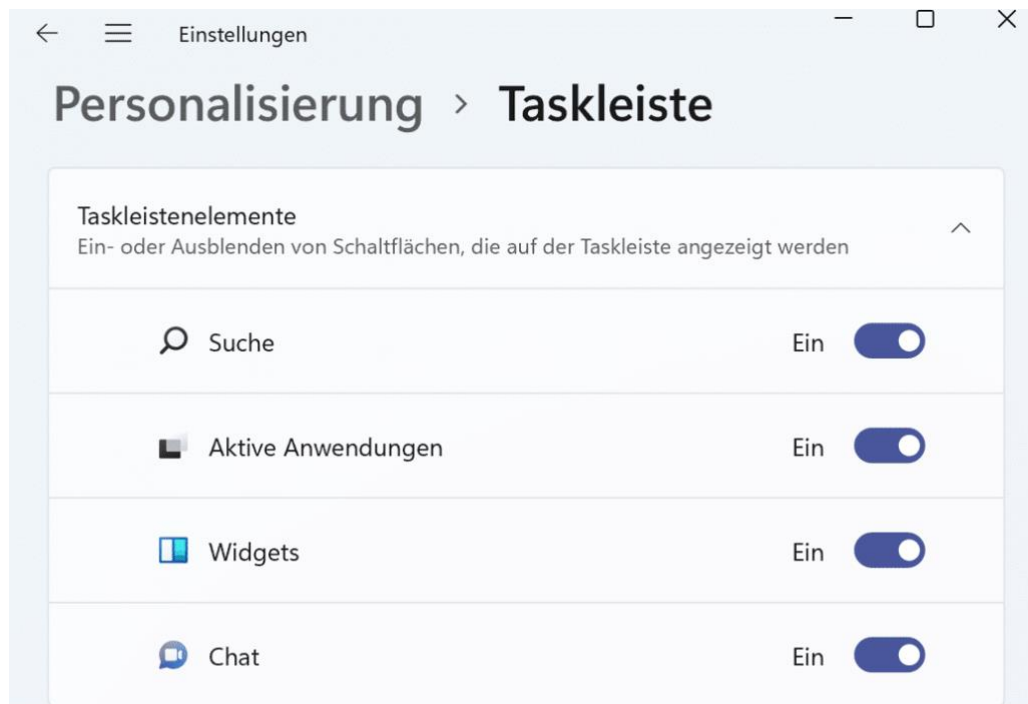 Einstellungen
Personalisierung > Taskleiste
Taskleistenelemente
Ein- oder Ausblenden von Schaltflächen, die auf der Taskleiste angezeigt werden
Suche Ein
Aktive Anwendungen Ein
Widgets Ein
Chat Ein